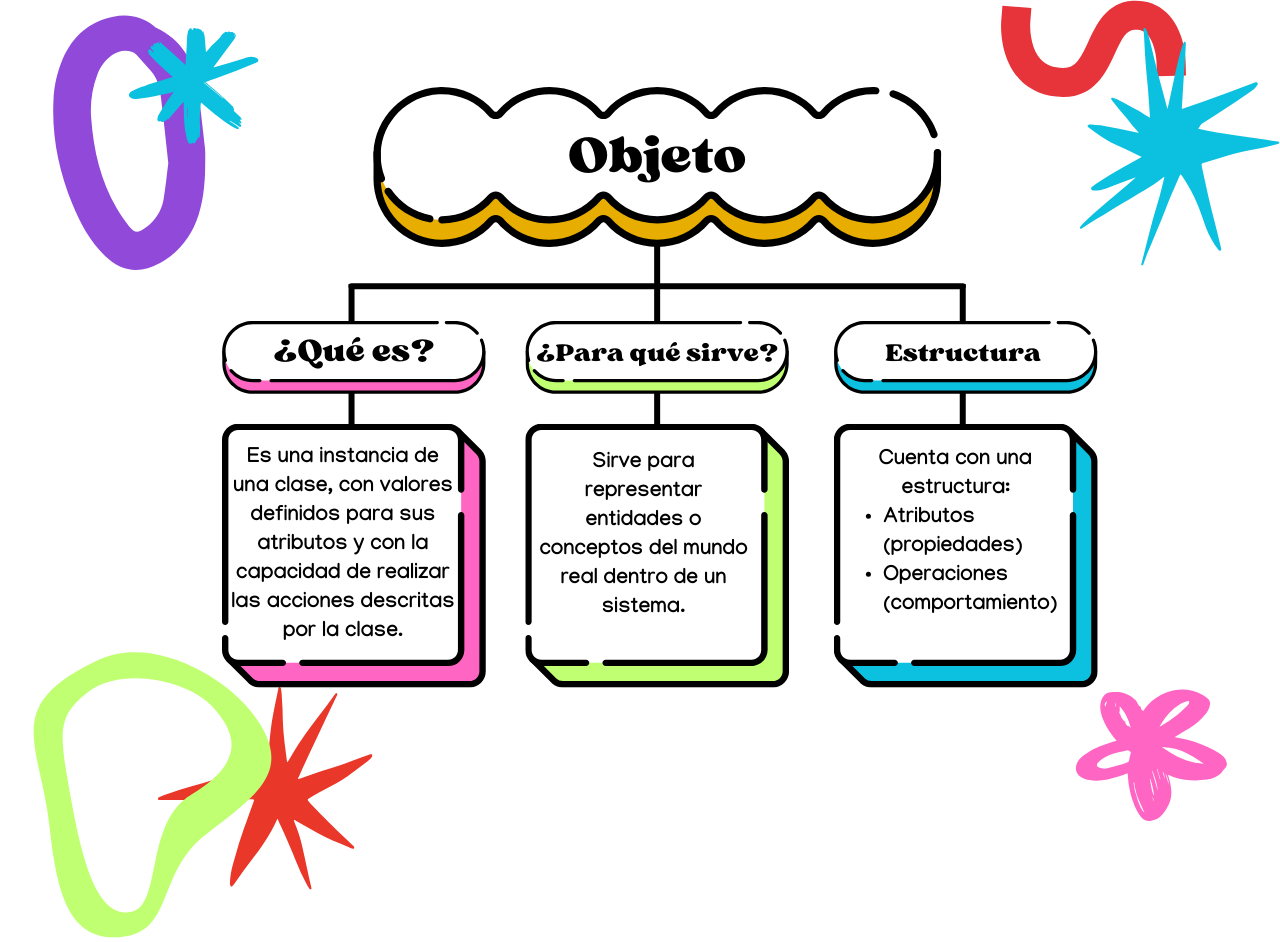 Objeto
¿Qué es?
¿Para qué sirve?
Estructura
Es una instancia de
una clase, con valores
definidos para sus
atributos y con la
capacidad de realizar
las acciones descritas
por la clase.
Sirve para
representar
entidades o
conceptos del mundo
real dentro de un
sistema.
Cuenta con una
estructura:
• Atributos
(propiedades)
• Operaciones
(comportamiento)